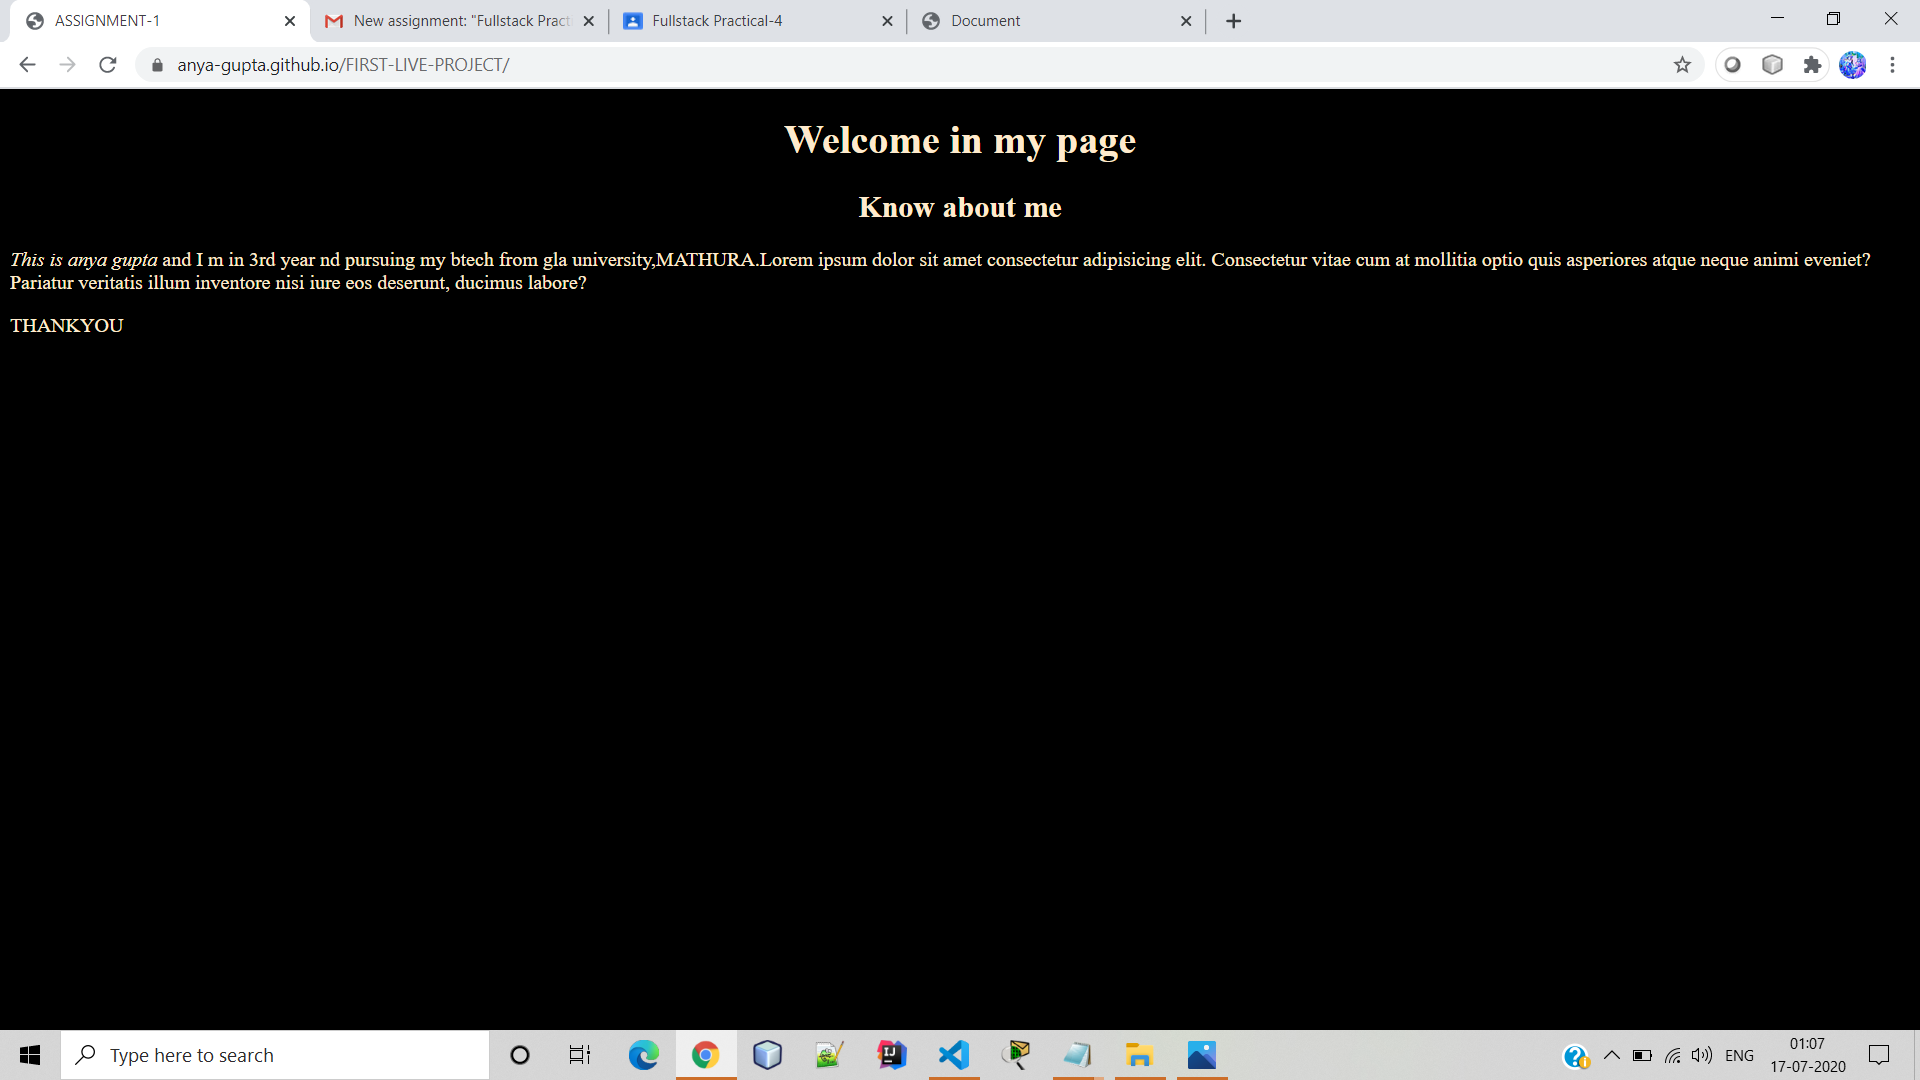 ASSIGNMENT-1
New assignment: "Fullstack Pract
Fullstack Practical-4
Document
anya-gupta.github.io/FIRST-LIVE-PROJECT/
Welcome in my page
Know about me
This is anya gupta and I m in 3rd year nd pursuing my btech from gla university,MATHURA.Lorem ipsum dolor sit amet consectetur adipisicing elit. Consectetur vitae cum at mollitia optio quis asperiores atque neque animi eveniet?
Pariatur veritatis illum inventore nisi iure eos deserunt, ducimus labore?
THANKYOU
Type here to search
ENG
01:07
17-07-2020